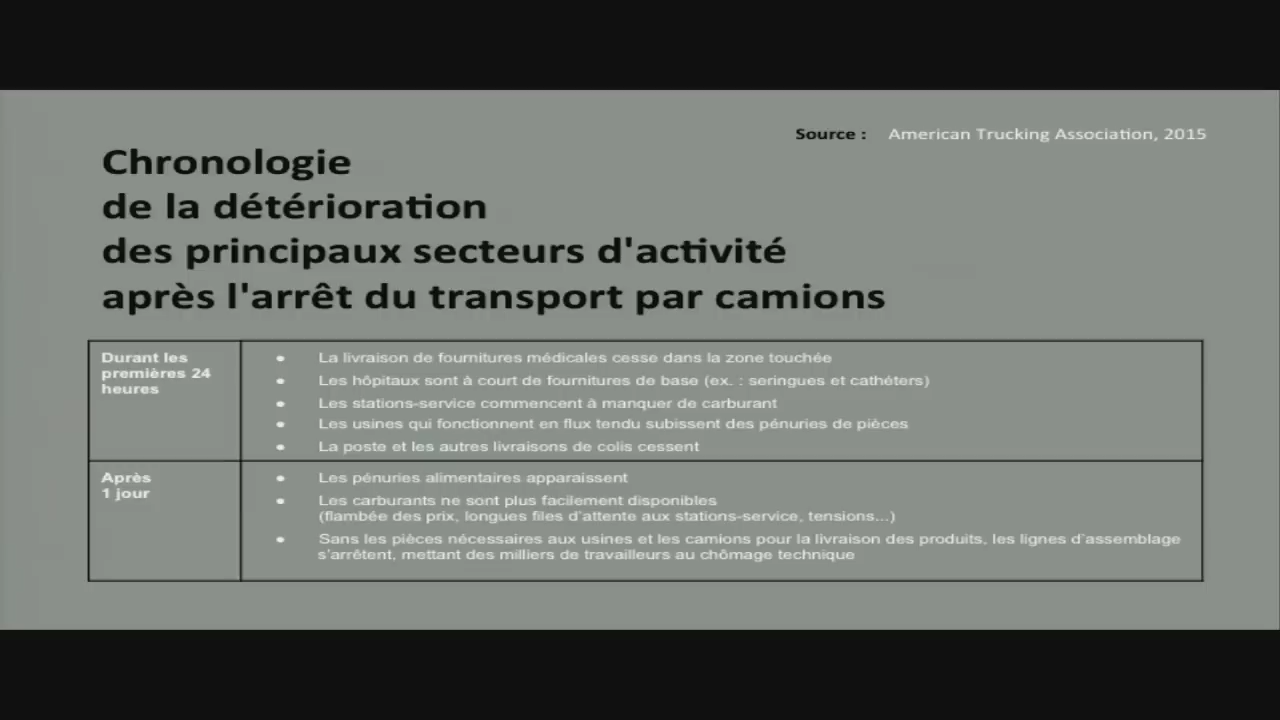 Source : American Trucking Association, 2015
Chronologie
de la détérioration
des principaux secteurs d'activité
après l'arrêt du transport par camions
Durant les
premières 24
heures
• La livraison de fournitures médicales cesse dans la zone touchée
• Les hôpitaux sont à court de fournitures de base (ex. : seringues et cathéters)
• Les stations-service commencent à manquer de carburant
• Les usines qui fonctionnent en flux tendu subissent des pénuries de pièces
• La poste et les autres livraisons de colis cessent
Après
1 jour
• Les pénuries alimentaires apparaissent
• Les carburants ne sont plus facilement disponibles
(flambée des prix, longues files d'attente aux stations-service, tensions...)
• Sans les pièces nécessaires aux usines et les camions pour la livraison des produits, les lignes d'assemblage
s'arrêtent, mettant des milliers de travailleurs au chômage technique